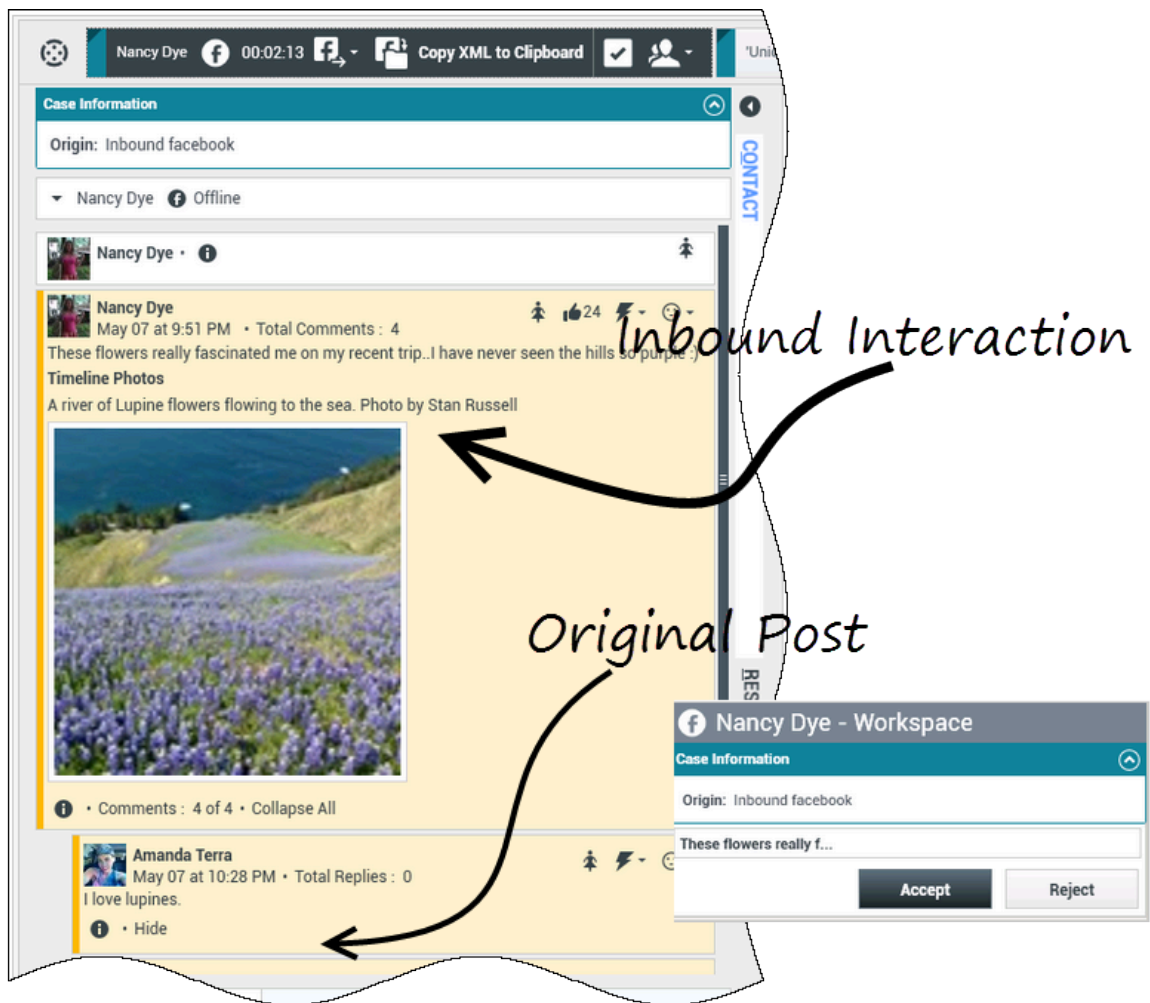 Nancy Dye 00:02:13 Copy XML to Clipboard
Case Information
Origin: Inbound facebook
CONTACT
Nancy Dye Offline
Nancy Dye •
Nancy Dye
May 07 at 9:51 PM • Total Comments : 4
24
These flowers really fascinated me on my recent trip..I have never seen the hills so purple :)
Inbound Interaction
Timeline Photos
A river of Lupine flowers flowing to the sea. Photo by Stan Russell
Original Post
• Comments : 4 of 4 • Collapse All
Amanda Terra
May 07 at 10:28 PM • Total Replies : 0
I love lupines.
• Hide
Nancy Dye - Workspace
Case Information
Origin: Inbound facebook
These flowers really f...
Accept Reject